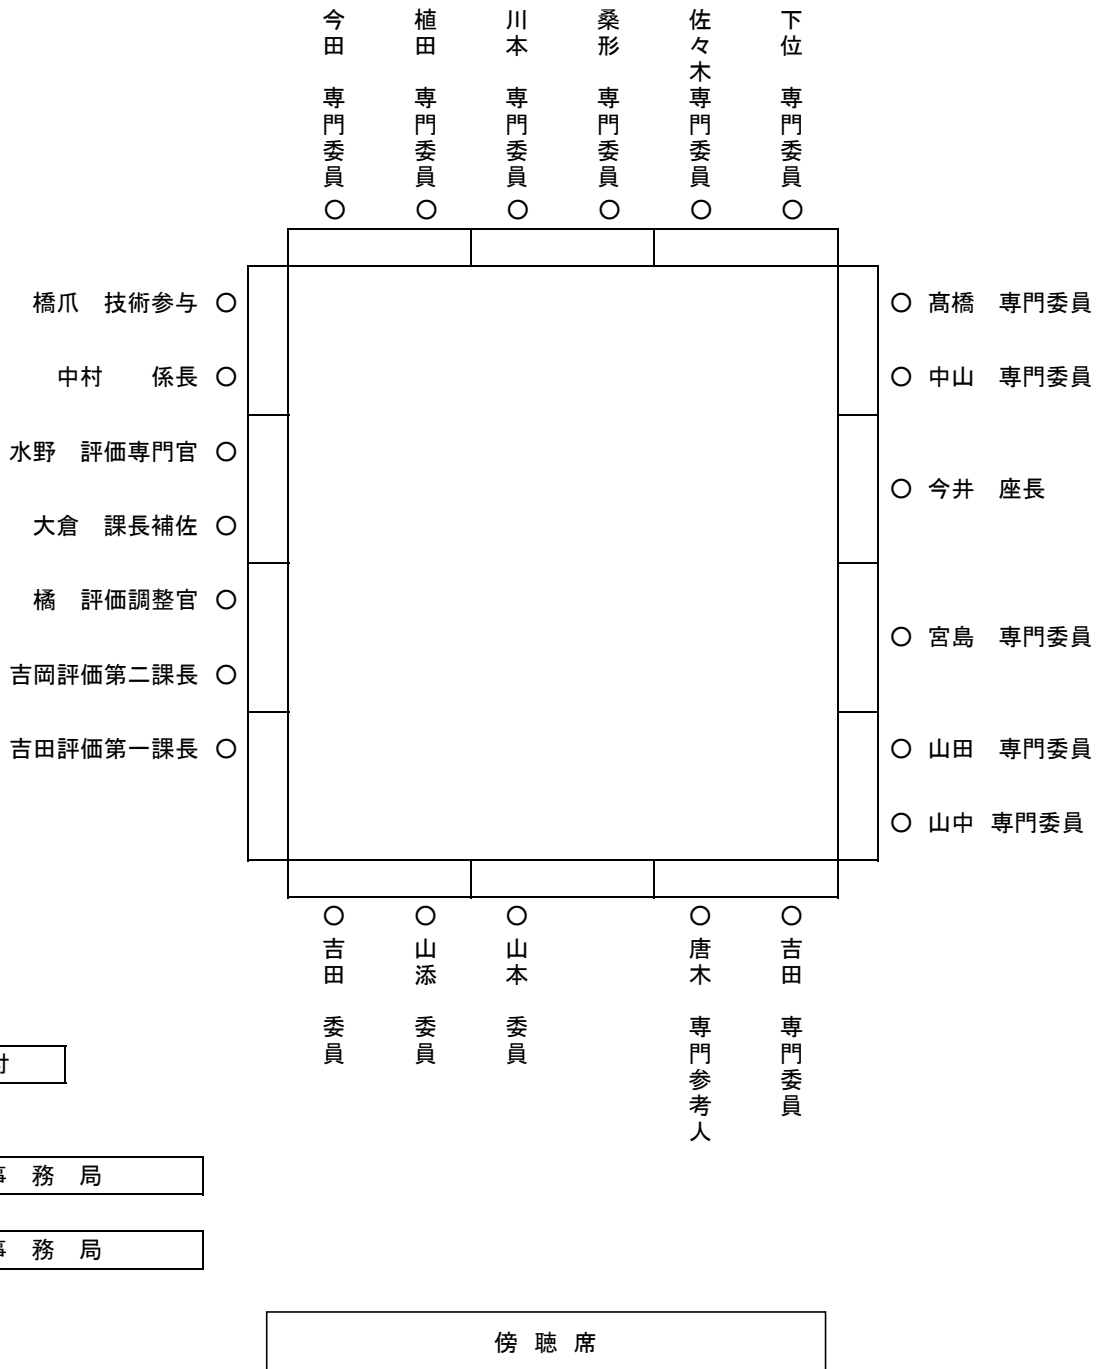 今田　専門委員
植田　専門委員
川本　専門委員
桑形　専門委員
佐々木専門委員
下位　専門委員
橋爪　技術参与
中村　　係長
水野　評価専門官
大倉　課長補佐
橘　評価調整官
吉岡評価第二課長
吉田評価第一課長
髙橋　専門委員
中山　専門委員
今井　座長
宮島　専門委員
山田　専門委員
山中 専門委員
吉田　委員
山添　委員
山本　委員
唐木　専門参考人
吉田　専門委員
付
事 務 局
事 務 局
傍 聴 席